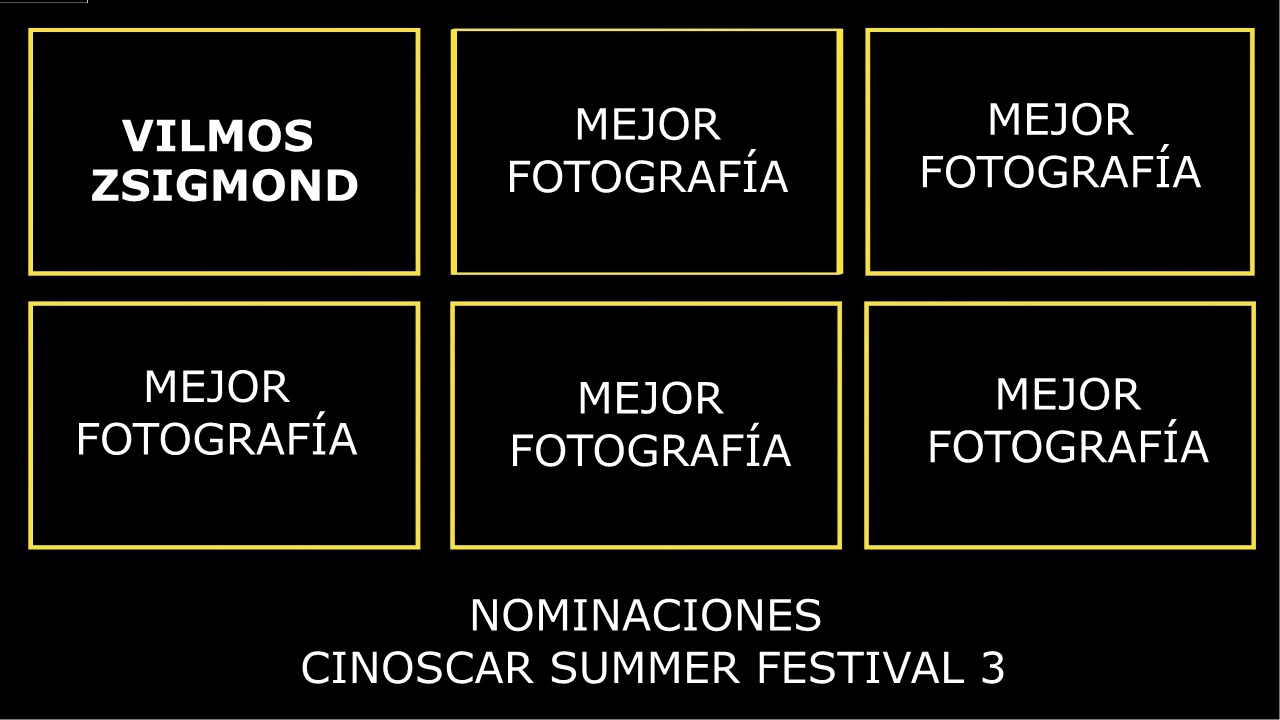 VILMOS
ZSIGMOND
MEJOR
FOTOGRAFÍA
MEJOR
FOTOGRAFÍA
MEJOR
FOTOGRAFÍA
MEJOR
FOTOGRAFÍA
MEJOR
FOTOGRAFÍA
NOMINACIONES
CINOSCAR SUMMER FESTIVAL 3